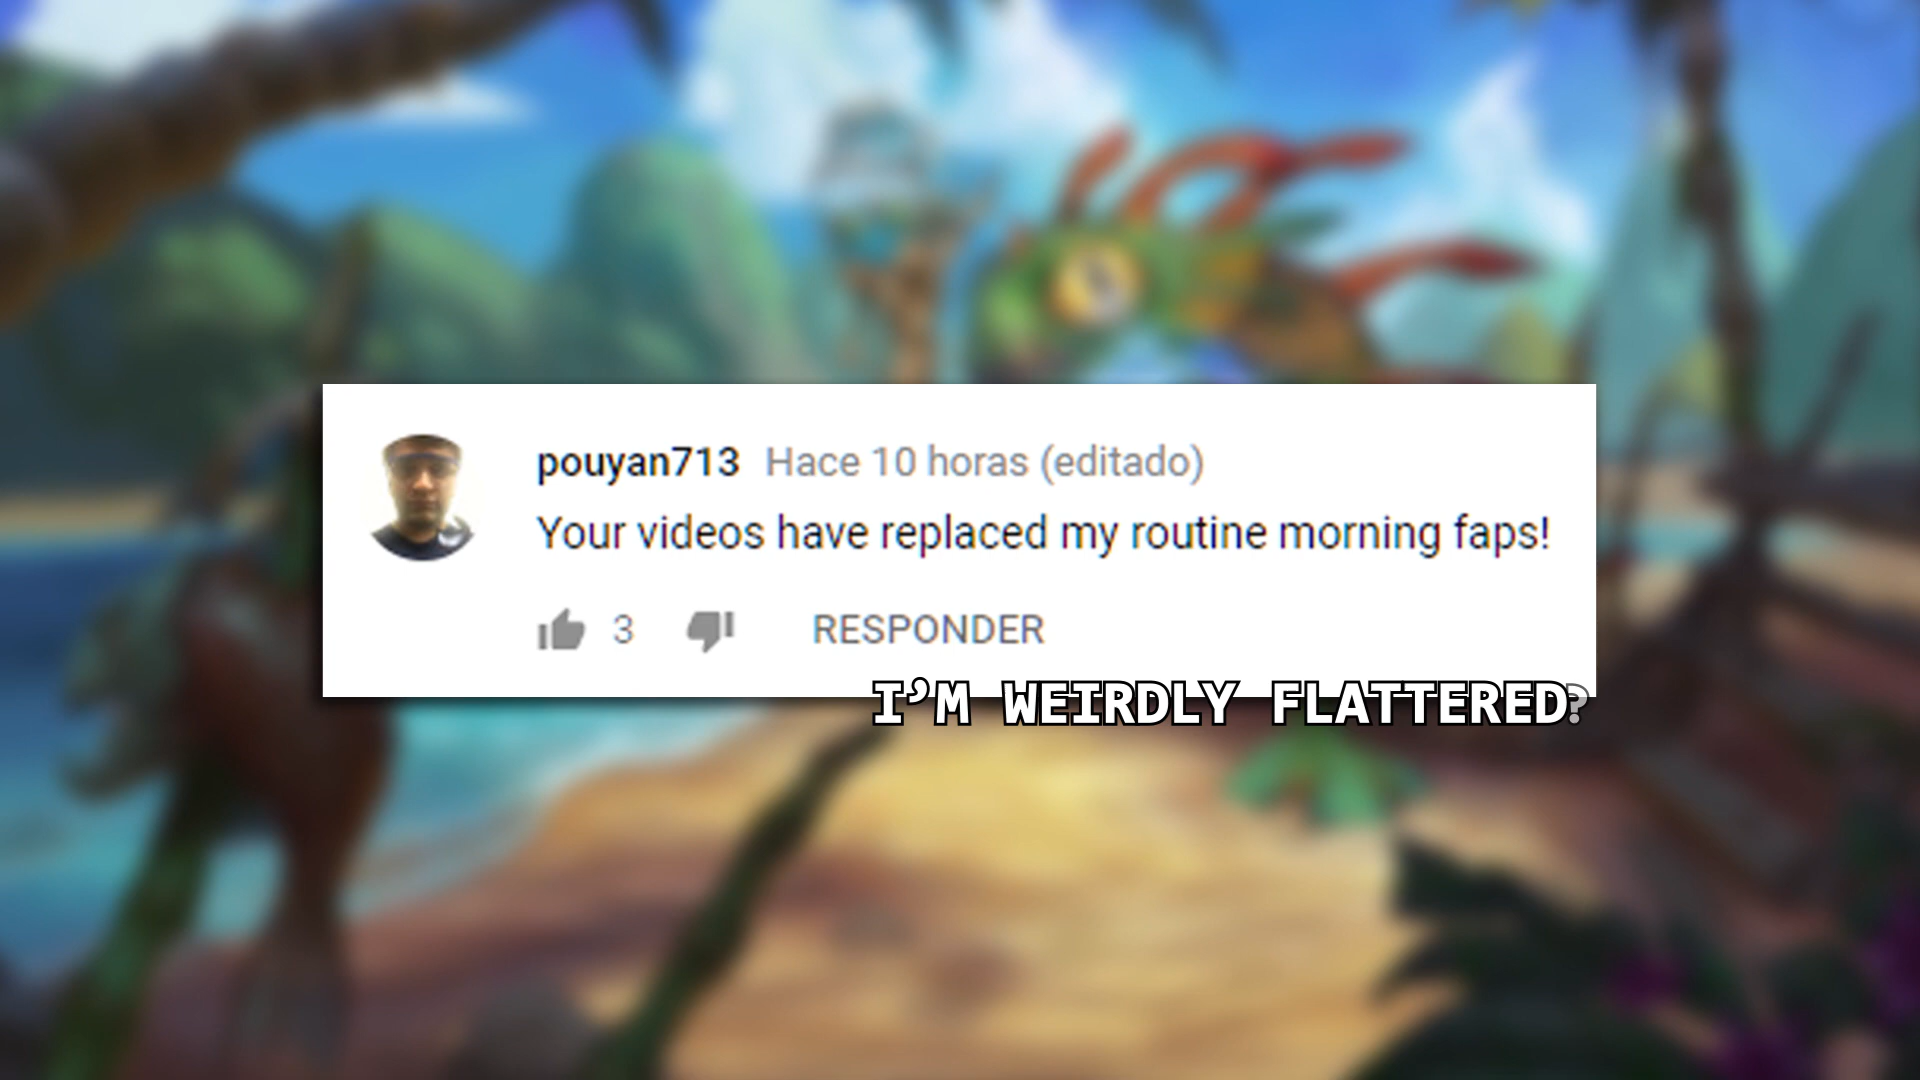 pouyan713 Hace 10 horas (editado)
Your videos have replaced my routine morning faps!
3 RESPONDER
I’M WEIRDLY FLATTERED?